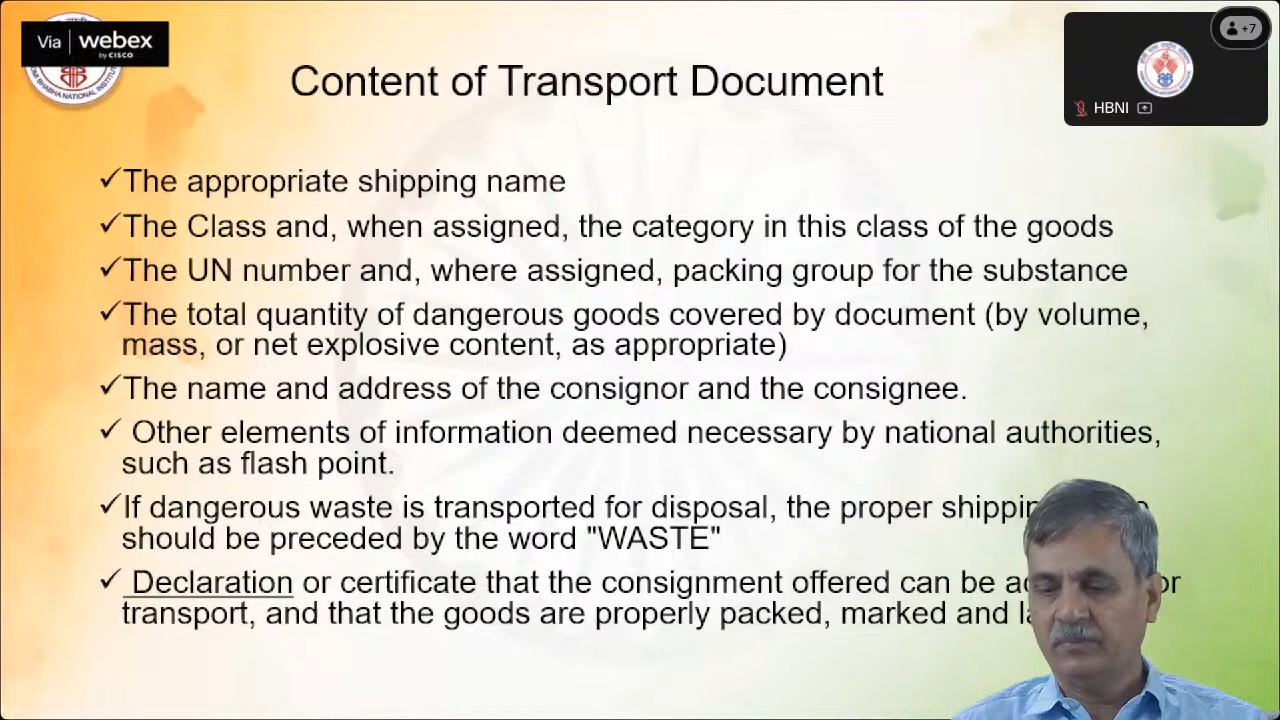 Via webex
by CISCO
BHABHA NATIONAL
+7
HBNI
Content of Transport Document
✓The appropriate shipping name
✓The Class and, when assigned, the category in this class of the goods
✓The UN number and, where assigned, packing group for the substance
✓The total quantity of dangerous goods covered by document (by volume,
mass, or net explosive content, as appropriate)
✓The name and address of the consignor and the consignee.
✓ Other elements of information deemed necessary by national authorities,
such as flash point.
✓If dangerous waste is transported for disposal, the proper
should be preceded by the word "WASTE"
✓ Declaration or certificate that the consignment offered can be
transport, and that the goods are properly packed, marked and